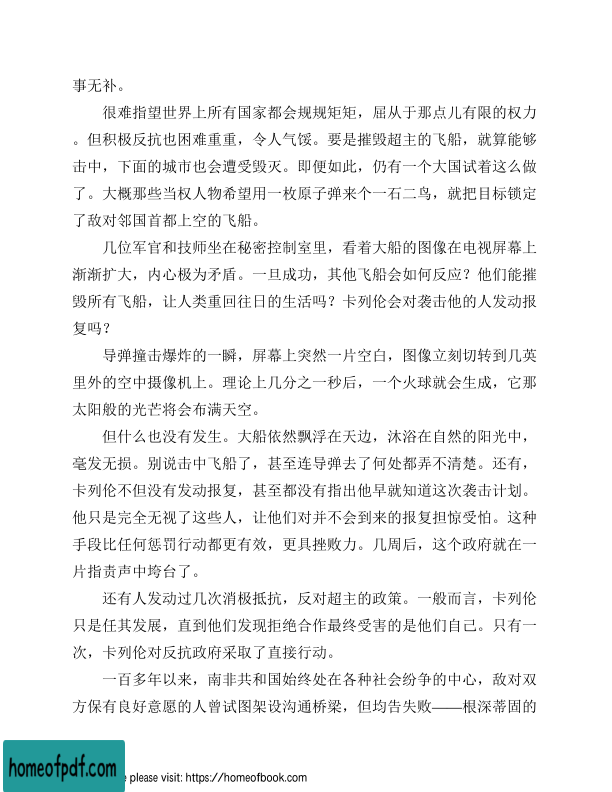 事无补。
很难指望世界上所有国家都会规规矩矩，屈从于那点儿有限的权力
。但积极反抗也困难重重，令人气馁。要是摧毁超主的飞船，就算能够
击中，下面的城市也会遭受毁灭。即便如此，仍有一个大国试着这么做
了。大概那些当权人物希望用一枚原子弹来个一石二鸟，就把目标锁定
了敌对邻国首都上空的飞船。
几位军官和技师坐在秘密控制室里，看着大船的图像在电视屏幕上
渐渐扩大，内心极为矛盾。一旦成功，其他飞船会如何反应？他们能摧
毁所有飞船，让人类重回往日的生活吗？卡列伦会对袭击他的人发动报
复吗？
导弹撞击爆炸的一瞬，屏幕上突然一片空白，图像立刻切转到几英
里外的空中摄像机上。理论上几分之一秒后，一个火球就会生成，它那
太阳般的光芒将会布满天空。
但什么也没有发生。大船依然飘浮在天边，沐浴在自然的阳光中，
毫发无损。别说击中飞船了，甚至连导弹去了何处都弄不清楚。还有，
卡列伦不但没有发动报复，甚至都没有指出他早就知道这次袭击计划。
他只是完全无视了这些人，让他们对并不会到来的报复担惊受怕。这种
手段比任何惩罚行动都更有效，更具挫败力。几周后，这个政府就在一
片指责声中垮台了。
还有人发动过几次消极抵抗，反对超主的政策。一般而言，卡列伦
只是任其发展，直到他们发现拒绝合作最终受害的是他们自己。只有一
次，卡列伦对反抗政府采取了直接行动。
一百多年以来，南非共和国始终处在各种社会纷争的中心，敌对双
方保有良好意愿的人曾试图架设沟通桥梁，但均告失败——根深蒂固的
homeofpdf.com
e please visit: https://homeofbook.com